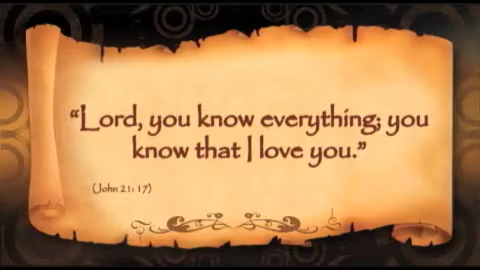 “Lord, you know everything; you
know that I love you.”
(John 21: 17)